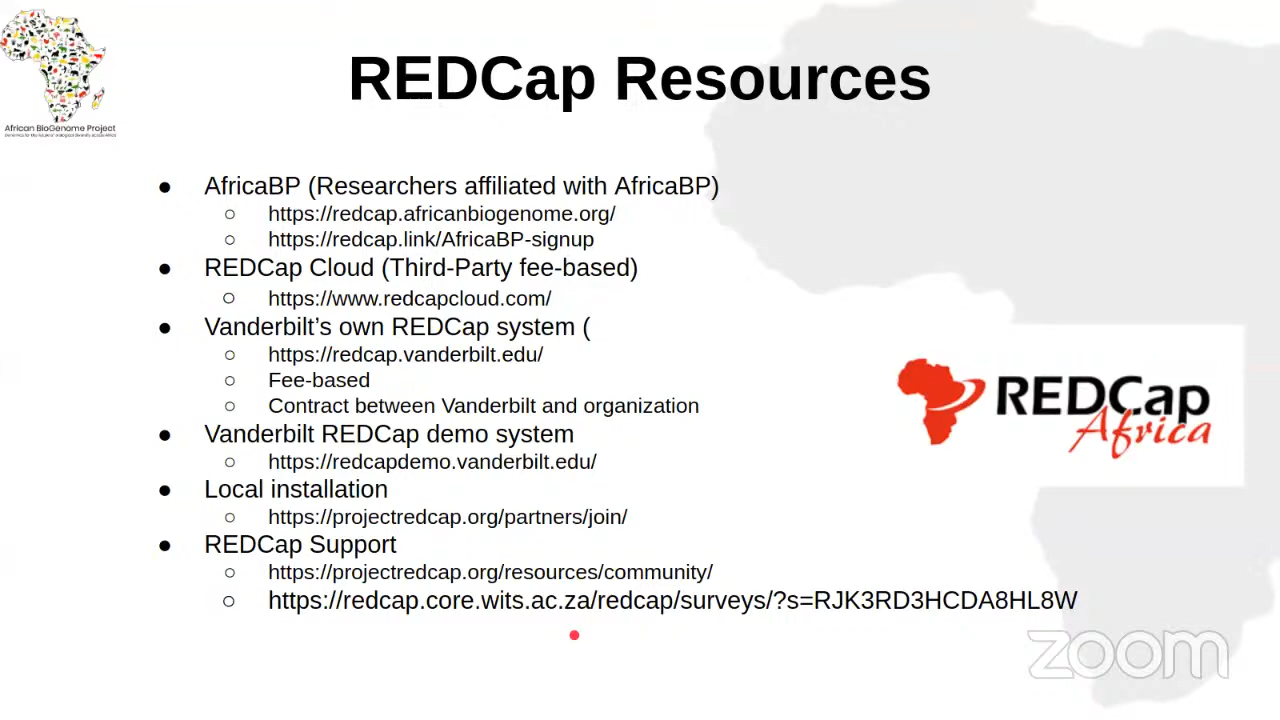 REDCap Resources
African BioGenome Project
● AfricaBP (Researchers affiliated with AfricaBP)
○ https://redcap.africanbiogenome.org/
○ https://redcap.link/AfricaBP-signup
● REDCap Cloud (Third-Party fee-based)
○ https://www.redcapcloud.com/
● Vanderbilt’s own REDCap system (
○ https://redcap.vanderbilt.edu/
○ Fee-based
○ Contract between Vanderbilt and organization
● Vanderbilt REDCap demo system
○ https://redcapdemo.vanderbilt.edu/
● Local installation
○ https://projectredcap.org/partners/join/
● REDCap Support
○ https://projectredcap.org/resources/community/
○ https://redcap.core.wits.ac.za/redcap/surveys/?s=RJK3RD3HCDA8HL8W
REDCap
Africa
zoom